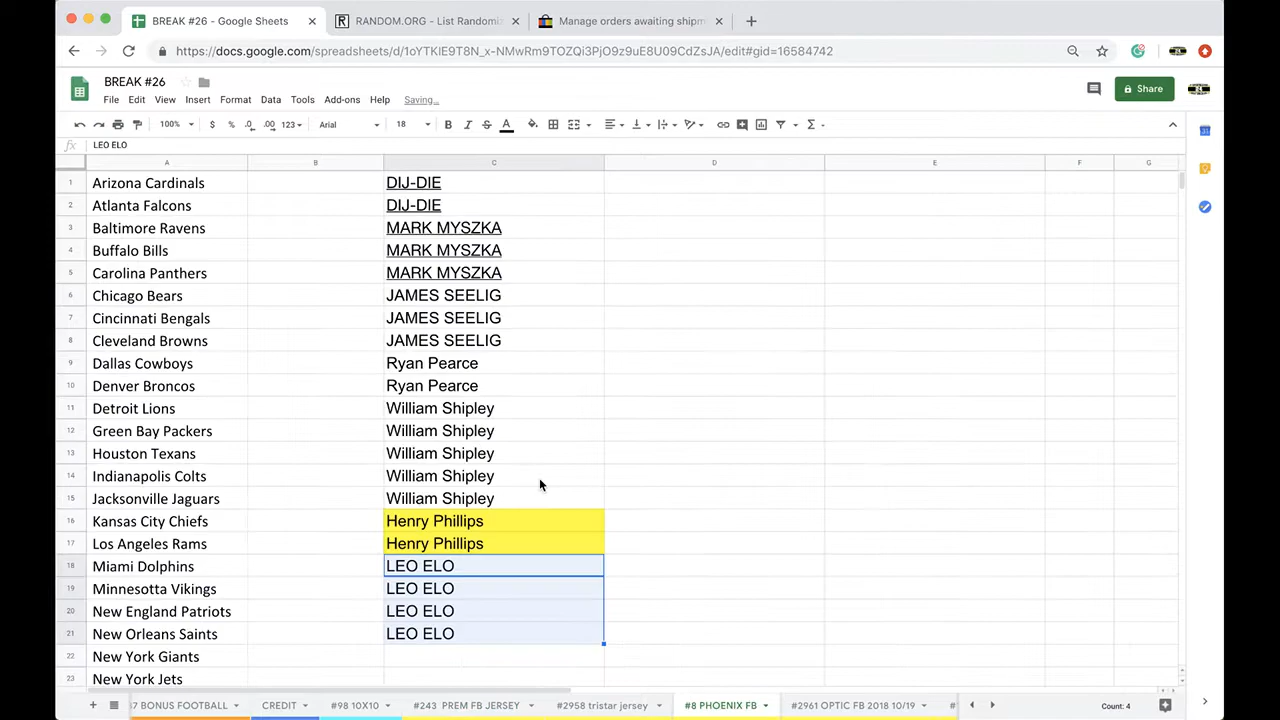 BREAK #26 - Google Sheets RANDOM.ORG - List Randomiz Manage orders awaiting shipm
https://docs.google.com/spreadsheets/d/1oYTKIE9T8N_x-NMwRm9TOZQi3PjO9z9uE8U09CdZsJA/edit#gid=16584742
BREAK #26
File Edit View Insert Format Data Tools Add-ons Help Saving...
Share
100% $ % .0 .00 123 Arial 18 B I S A
fx LEO ELO
A B C D E F G
1 Arizona Cardinals DIJ-DIE
2 Atlanta Falcons DIJ-DIE
3 Baltimore Ravens MARK MYSZKA
4 Buffalo Bills MARK MYSZKA
5 Carolina Panthers MARK MYSZKA
6 Chicago Bears JAMES SEELIG
7 Cincinnati Bengals JAMES SEELIG
8 Cleveland Browns JAMES SEELIG
9 Dallas Cowboys Ryan Pearce
10 Denver Broncos Ryan Pearce
11 Detroit Lions William Shipley
12 Green Bay Packers William Shipley
13 Houston Texans William Shipley
14 Indianapolis Colts William Shipley
15 Jacksonville Jaguars William Shipley
16 Kansas City Chiefs Henry Phillips
17 Los Angeles Rams Henry Phillips
18 Miami Dolphins LEO ELO
19 Minnesotta Vikings LEO ELO
20 New England Patriots LEO ELO
21 New Orleans Saints LEO ELO
22 New York Giants
23 New York Jets
7 BONUS FOOTBALL CREDIT #98 10X10 #243 PREM FB JERSEY #2958 tristar jersey #8 PHOENIX FB #2961 OPTIC FB 2018 10/19 # Count: 4